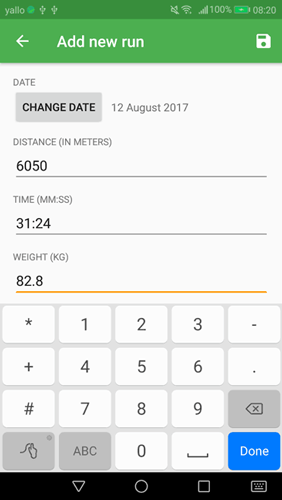 yallo 100% 08:20
Add new run
DATE
CHANGE DATE 12 August 2017
DISTANCE (IN METERS)
6050
TIME (MM:SS)
31:24
WEIGHT (KG)
82.8
* 1 2 3 -
+ 4 5 6 .
# 7 8 9
ABC 0 Done